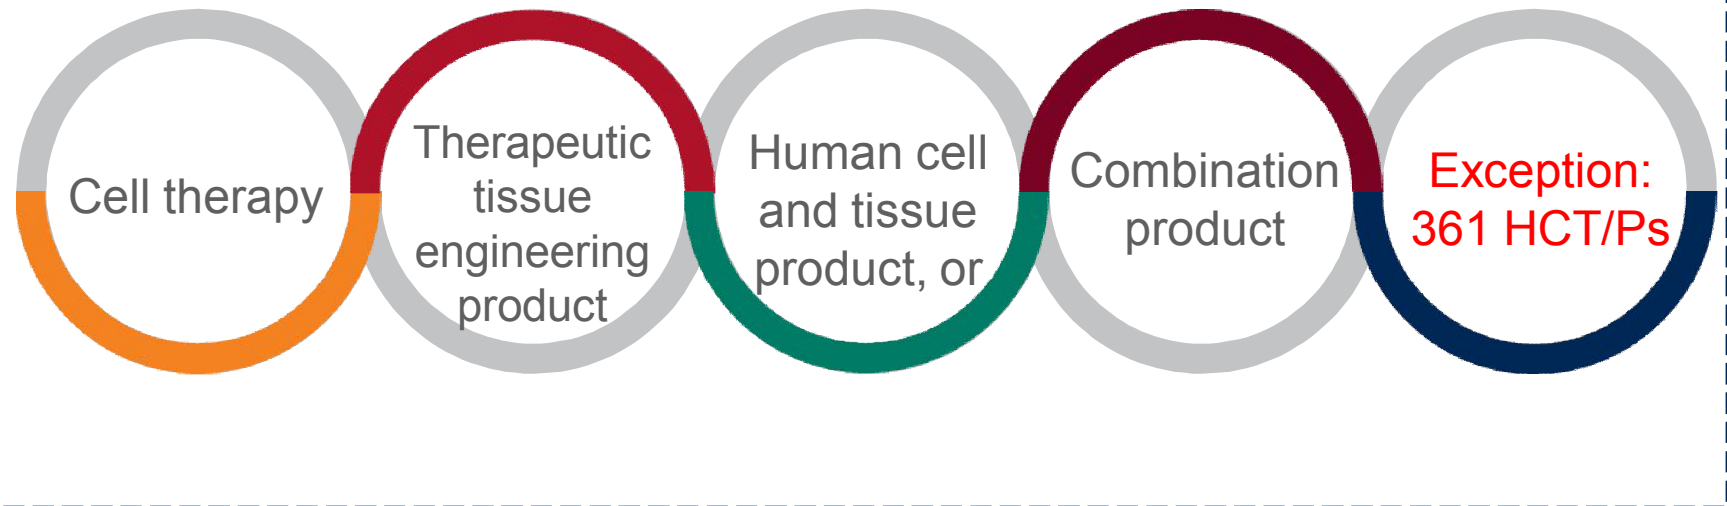 Cell therapy
Therapeutic
tissue
engineering
product
Human cell
and tissue
product, or
Combination
product
Exception:
361 HCT/Ps